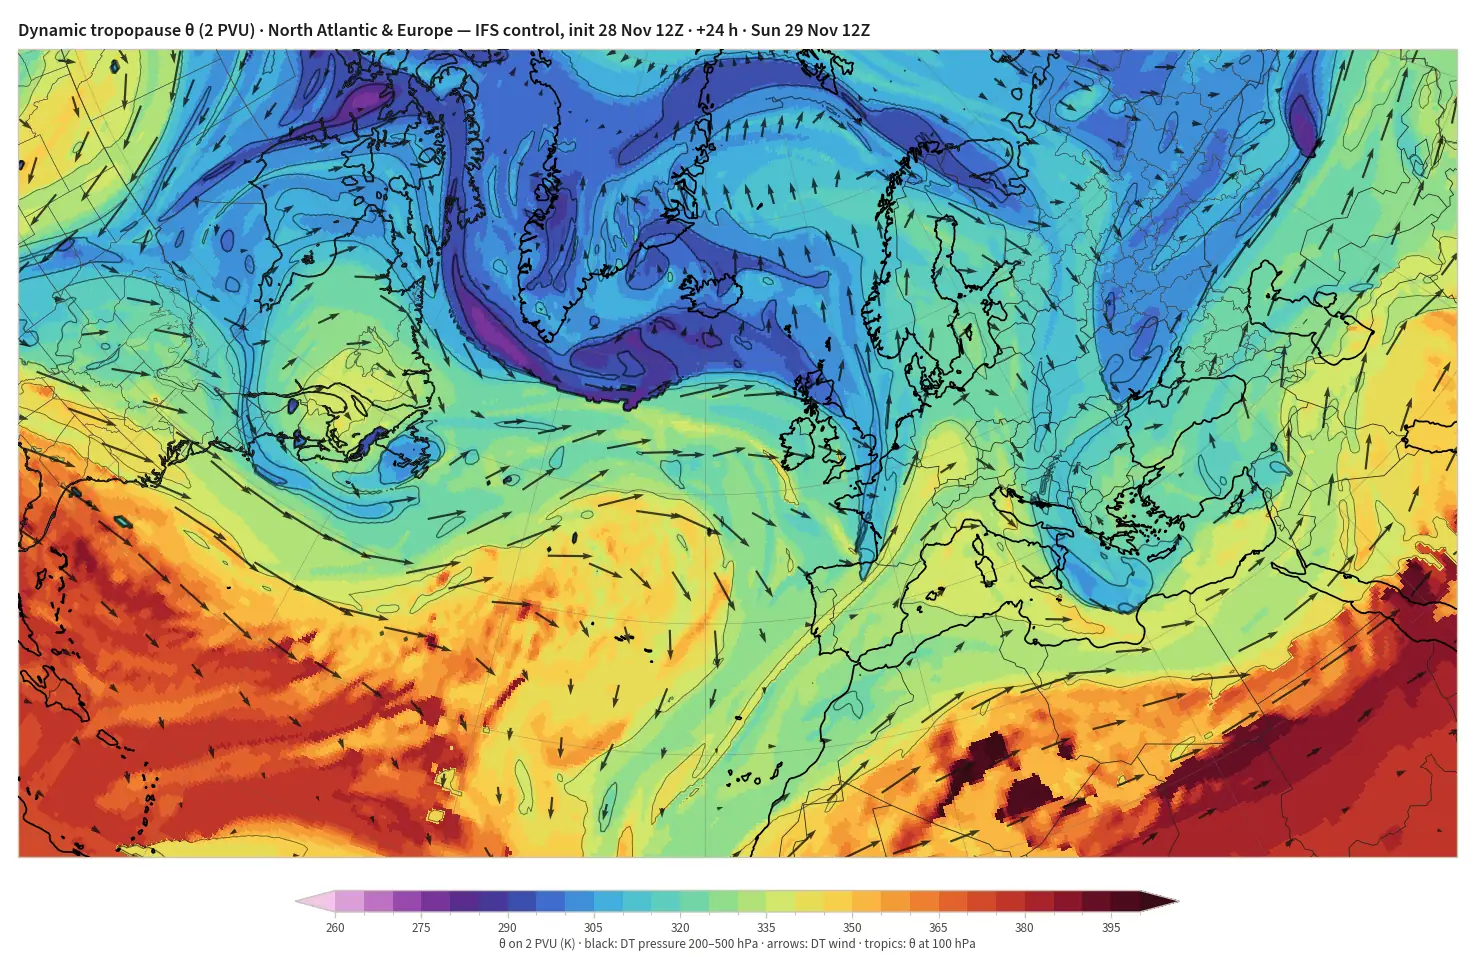 Dynamic tropopause θ (2 PVU) · North Atlantic & Europe — IFS control, init 28 Nov 12Z · +24 h · Sun 29 Nov 12Z
260 275 290 305 320 335 350 365 380 395
θ on 2 PVU (K) · black: DT pressure 200–500 hPa · arrows: DT wind · tropics: θ at 100 hPa